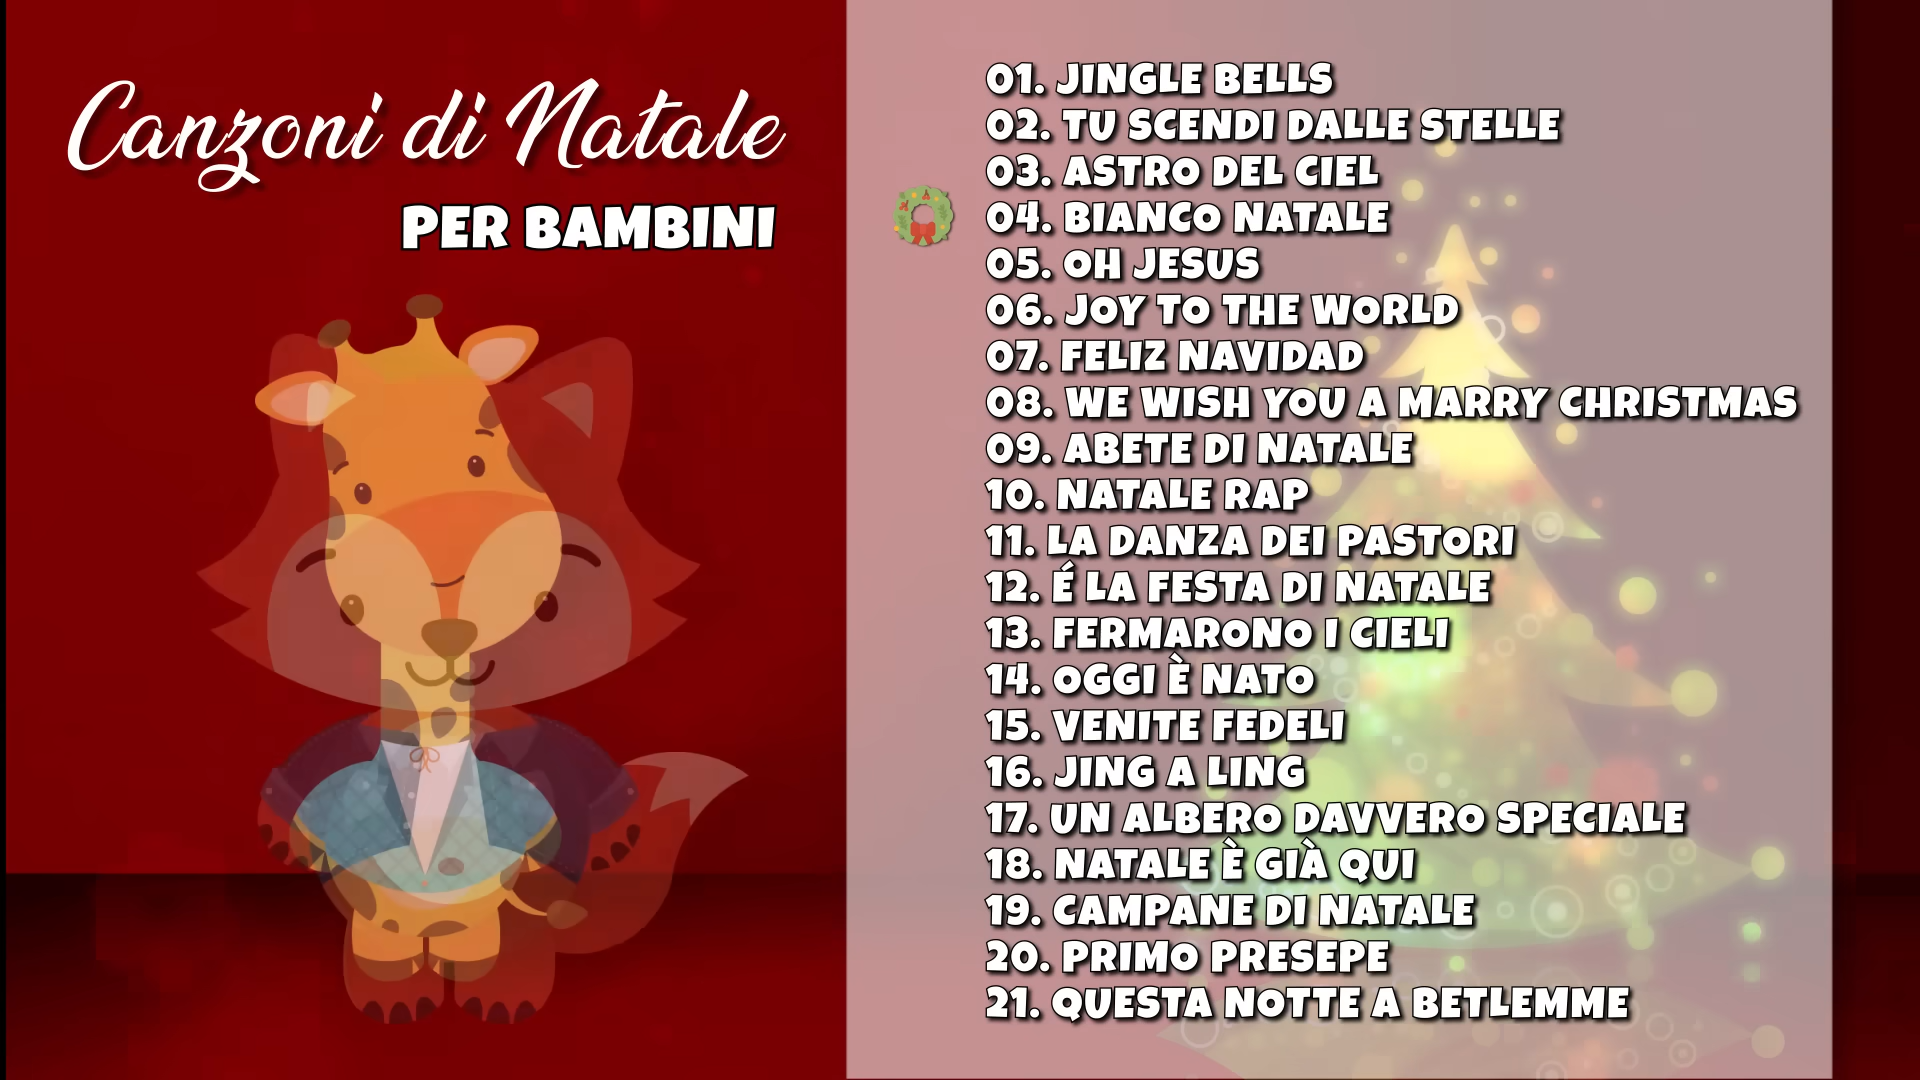 Canzoni di Natale
PER BAMBINI
01. JINGLE BELLS
02. TU SCENDI DALLE STELLE
03. ASTRO DEL CIEL
04. BIANCO NATALE
05. OH JESUS
06. JOY TO THE WORLD
07. FELIZ NAVIDAD
08. WE WISH YOU A MARRY CHRISTMAS
09. ABETE DI NATALE
10. NATALE RAP
11. LA DANZA DEI PASTORI
12. É LA FESTA DI NATALE
13. FERMARONO I CIELI
14. OGGI È NATO
15. VENITE FEDELI
16. JING A LING
17. UN ALBERO DAVVERO SPECIALE
18. NATALE È GIÀ QUI
19. CAMPANE DI NATALE
20. PRIMO PRESEPE
21. QUESTA NOTTE A BETLEMME